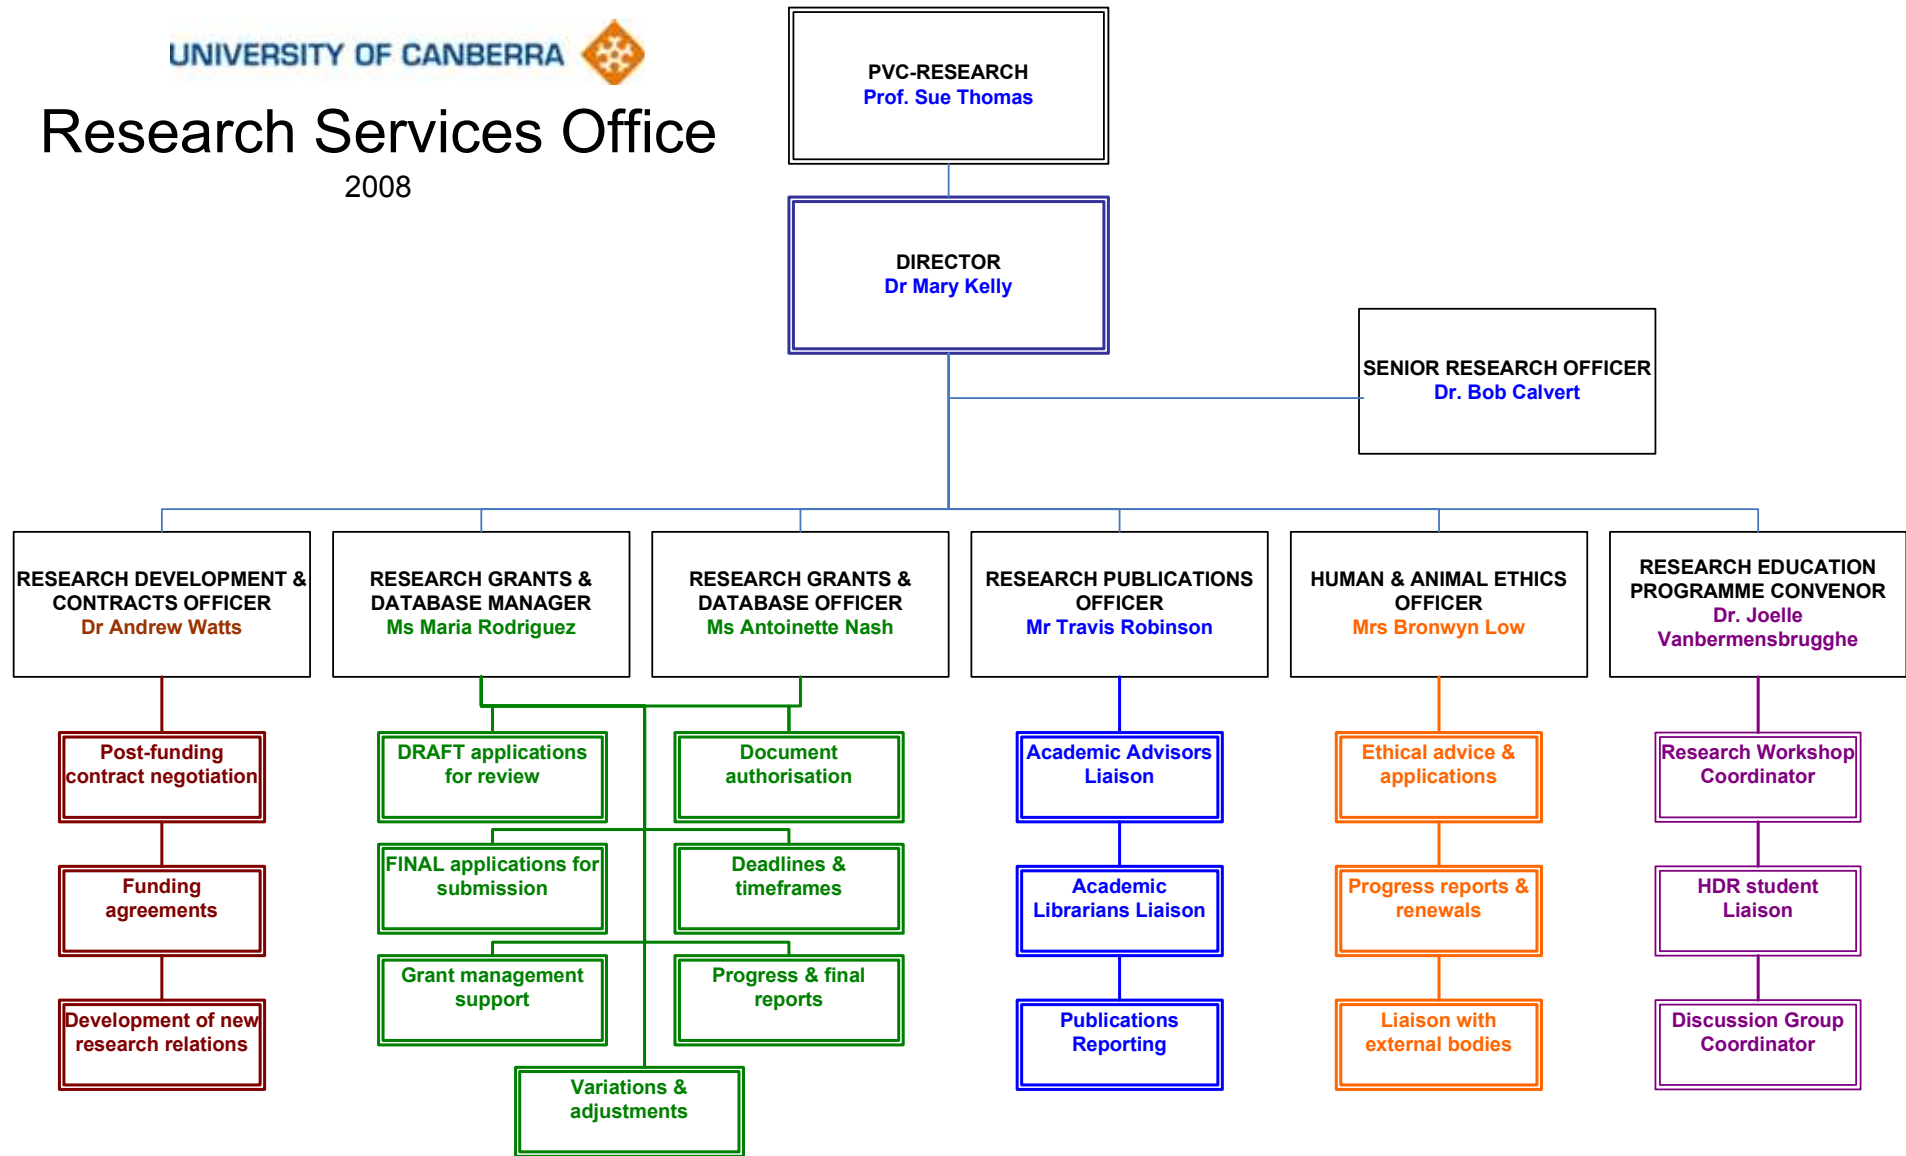 UNIVERSITY OF CANBERRA
Research Services Office
2008
PVC-RESEARCH
Prof. Sue Thomas
DIRECTOR
Dr Mary Kelly
SENIOR RESEARCH OFFICER
Dr. Bob Calvert
RESEARCH DEVELOPMENT &
CONTRACTS OFFICER
Dr Andrew Watts
RESEARCH GRANTS &
DATABASE MANAGER
Ms Maria Rodriguez
RESEARCH GRANTS &
DATABASE OFFICER
Ms Antoinette Nash
RESEARCH PUBLICATIONS
OFFICER
Mr Travis Robinson
HUMAN & ANIMAL ETHICS
OFFICER
Mrs Bronwyn Low
RESEARCH EDUCATION
PROGRAMME CONVENOR
Dr. Joelle
Vanbermensbrugghe
Post-funding
contract negotiation
DRAFT applications
for review
Document
authorisation
Academic Advisors
Liaison
Ethical advice &
applications
Research Workshop
Coordinator
Funding
agreements
FINAL applications for
submission
Deadlines &
timeframes
Academic
Librarians Liaison
Progress reports &
renewals
HDR student
Liaison
Development of new
research relations
Grant management
support
Progress & final
reports
Publications
Reporting
Liaison with
external bodies
Discussion Group
Coordinator
Variations &
adjustments